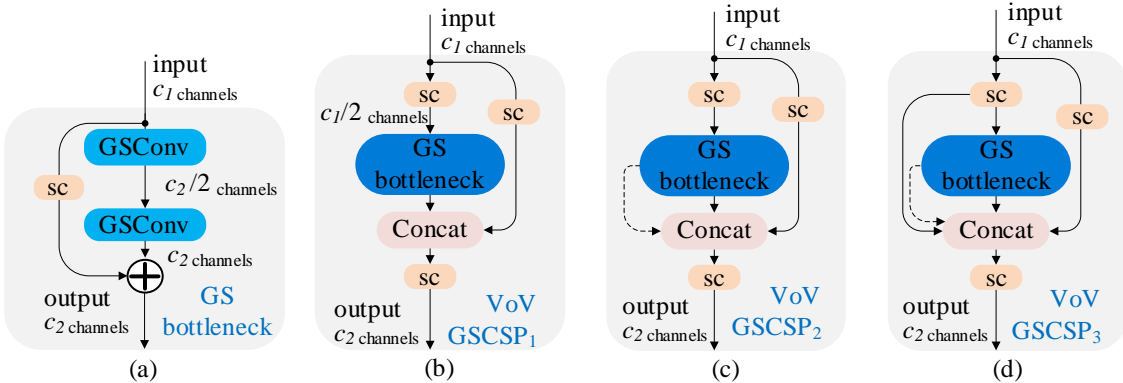 input
c1 channels
GSConv
sc
c2/2 channels
GSConv
c2 channels
output
c2 channels
GS
bottleneck
(a)
input
c1 channels
sc
sc
c1/2 channels
GS
bottleneck
Concat
sc
output
c2 channels
VoV
GSCSP1
(b)
input
c1 channels
sc
sc
GS
bottleneck
Concat
sc
output
c2 channels
VoV
GSCSP2
(c)
input
c1 channels
sc
sc
GS
bottleneck
Concat
sc
output
c2 channels
VoV
GSCSP3
(d)